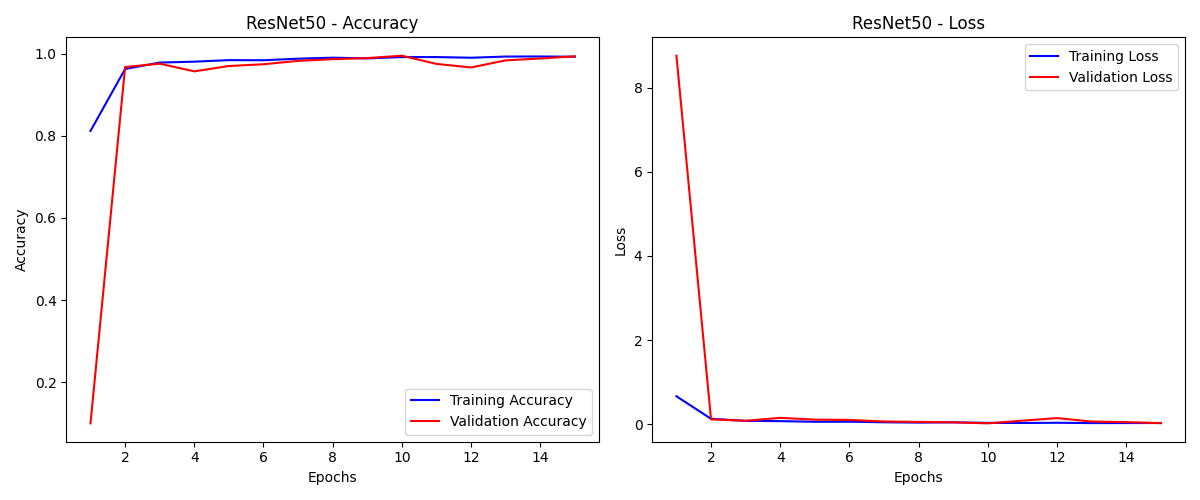 ResNet50 - Accuracy
1.0
0.8
0.6
0.4
0.2
Accuracy
2 4 6 8 10 12 14
Epochs
Training Accuracy
Validation Accuracy
ResNet50 - Loss
8
6
4
2
0
Loss
2 4 6 8 10 12 14
Epochs
Training Loss
Validation Loss